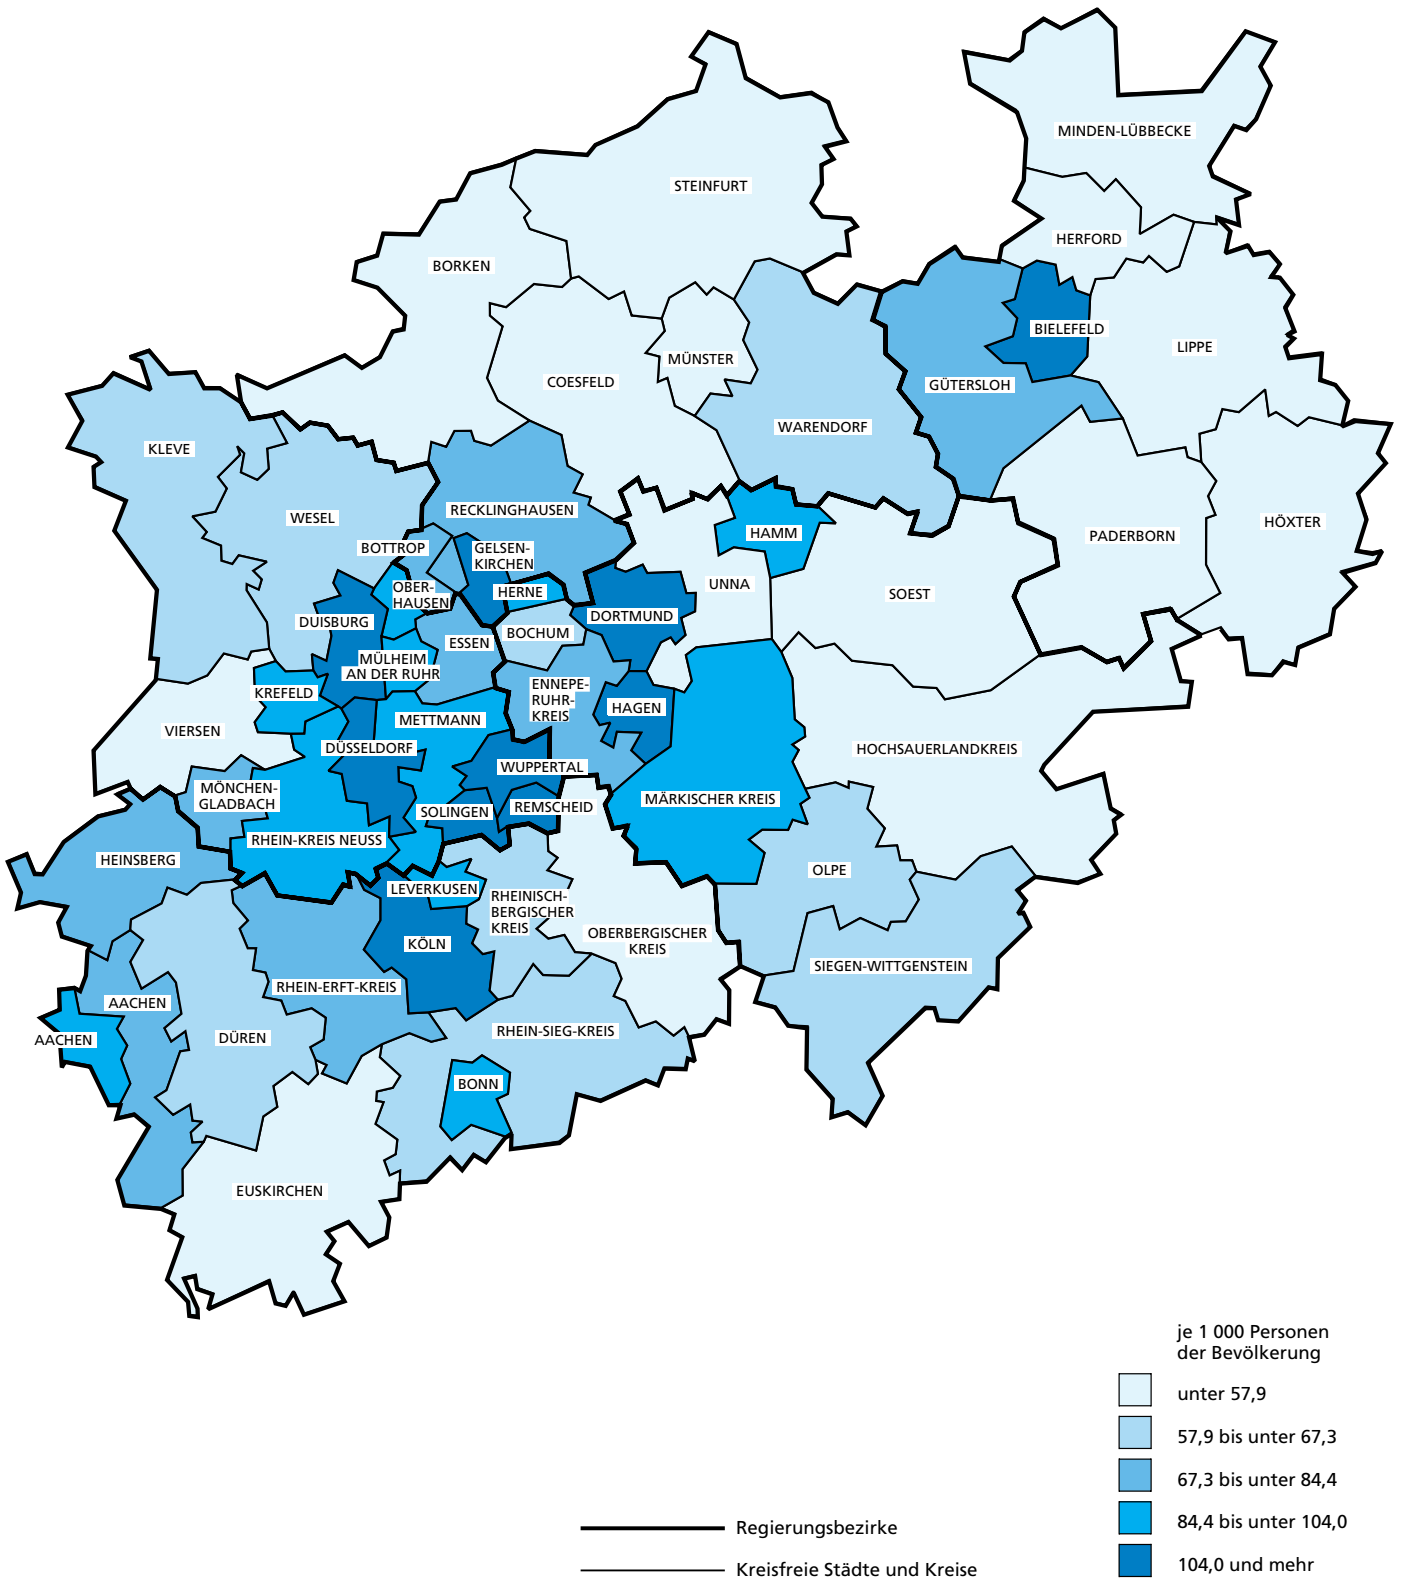 MINDEN-LÜBBECKE
STEINFURT
HERFORD
BORKEN
BIELEFELD
LIPPE
MÜNSTER
COESFELD
GÜTERSLOH
WARENDORF
KLEVE
RECKLINGHAUSEN
WESEL
HÖXTER
HAMM
PADERBORN
BOTTROP
GELSEN-
KIRCHEN
UNNA
OBER-
HAUSEN
HERNE
SOEST
DORTMUND
DUISBURG
BOCHUM
ESSEN
MÜLHEIM
AN DER RUHR
KREFELD
ENNEPE-
RUHR-
KREIS
HAGEN
METTMANN
VIERSEN
DÜSSELDORF
HOCHSAUERLANDKREIS
WUPPERTAL
MÖNCHEN-
GLADBACH
MÄRKISCHER KREIS
REMSCHEID
SOLINGEN
RHEIN-KREIS NEUSS
HEINSBERG
OLPE
LEVERKUSEN
RHEINISCH-
BERGISCHER
KREIS
OBERBERGISCHER
KREIS
KÖLN
SIEGEN-WITTGENSTEIN
RHEIN-ERFT-KREIS
AACHEN
RHEIN-SIEG-KREIS
DÜREN
AACHEN
BONN
EUSKIRCHEN
je 1 000 Personen
der Bevölkerung
unter 57,9
57,9 bis unter 67,3
67,3 bis unter 84,4
84,4 bis unter 104,0
104,0 und mehr
Regierungsbezirke
Kreisfreie Städte und Kreise